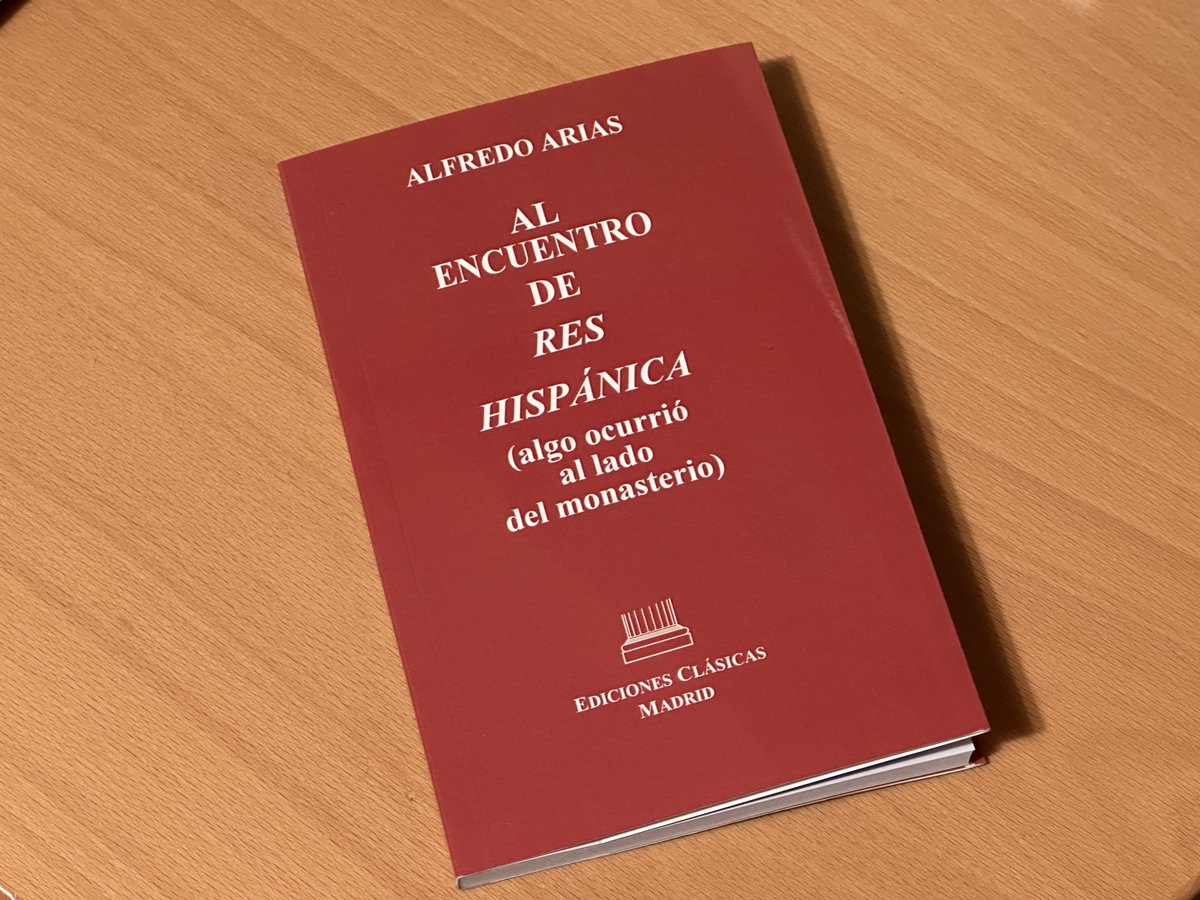 ALFREDO ARIAS
AL
ENCUENTRO
DE
RES
HISPÁNICA
(algo ocurrió
al lado
del monasterio)
EDICIONES CLÁSICAS
MADRID